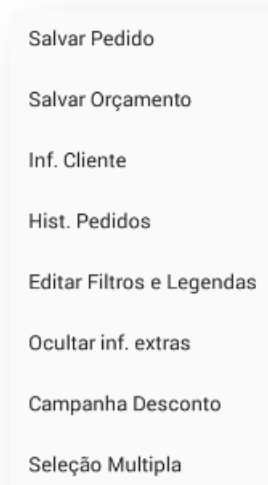 Salvar Pedido
Salvar Orçamento
Inf. Cliente
Hist. Pedidos
Editar Filtros e Legendas
Ocultar inf. extras
Campanha Desconto
Seleção Multipla